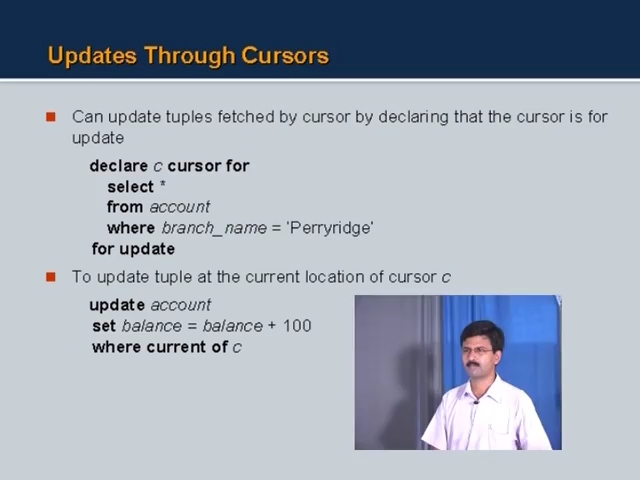 Updates Through Cursors
Can update tuples fetched by cursor by declaring that the cursor is for
update
declare c cursor for
select *
from account
where branch_name = 'Perryridge'
for update
To update tuple at the current location of cursor c
update account
set balance = balance + 100
where current of c